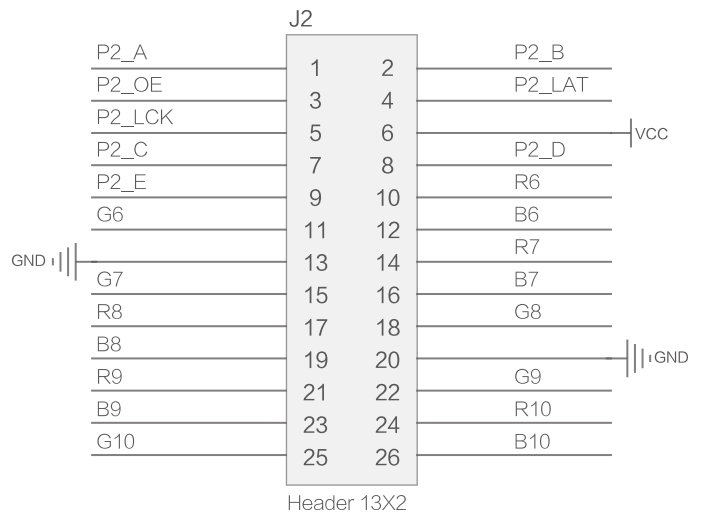 J2
P2_A 1 2 P2_B
P2_OE 3 4 P2_LAT
P2_LCK 5 6 VCC
P2_C 7 8 P2_D
P2_E 9 10 R6
G6 11 12 B6
GND 13 14 R7
G7 15 16 B7
R8 17 18 G8
B8 19 20 GND
R9 21 22 G9
B9 23 24 R10
G10 25 26 B10
Header 13X2